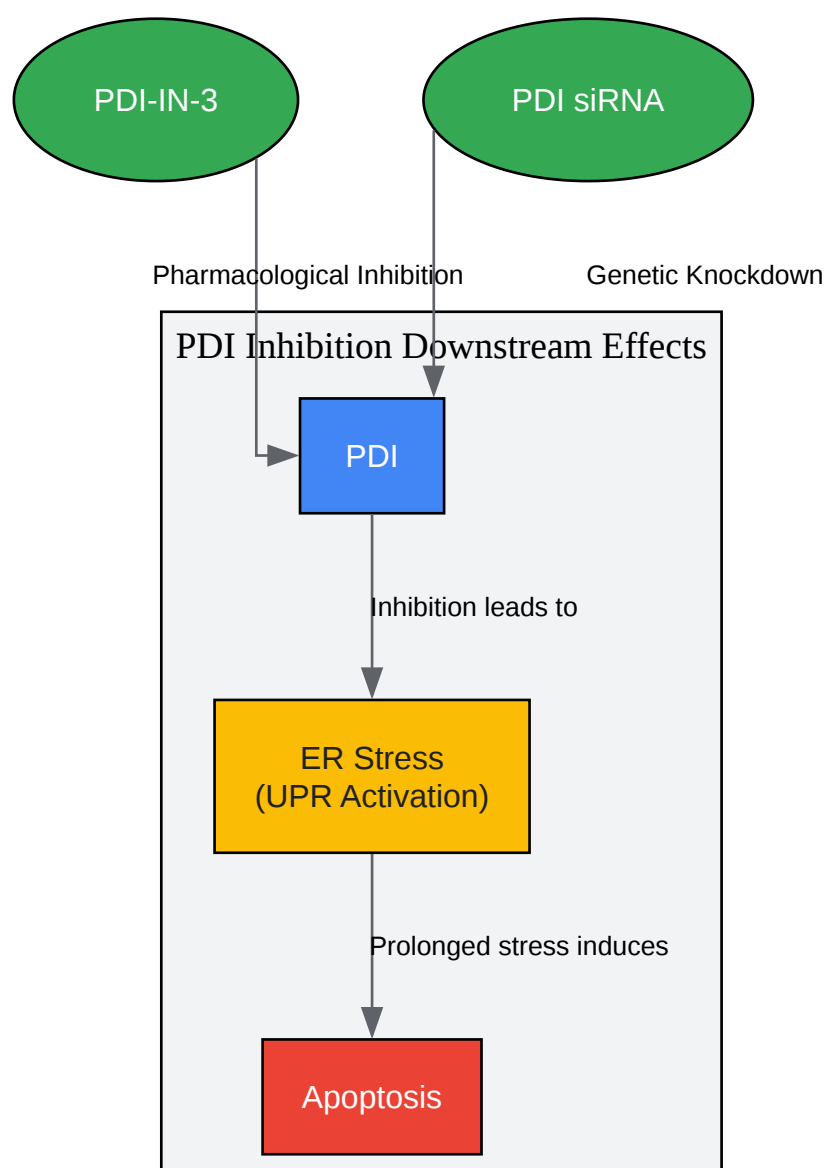 PDI-IN-3
PDI siRNA
Pharmacological Inhibition
Genetic Knockdown
PDI Inhibition Downstream Effects
PDI
Inhibition leads to
ER Stress
(UPR Activation)
Prolonged stress induces
Apoptosis